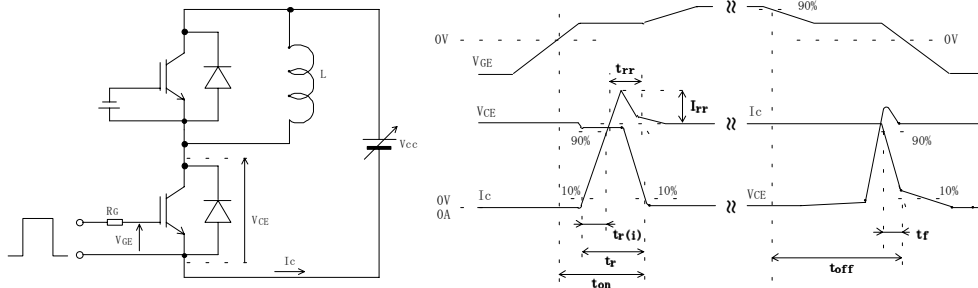 L
Vcc
RG
VGE
VCE
Ic
90%
0V
0V
VGE
trr
Irr
VCE
Ic
90%
90%
Ic
10%
10%
VCE
10%
0V
0A
tr(i)
tf
tr
toff
ton